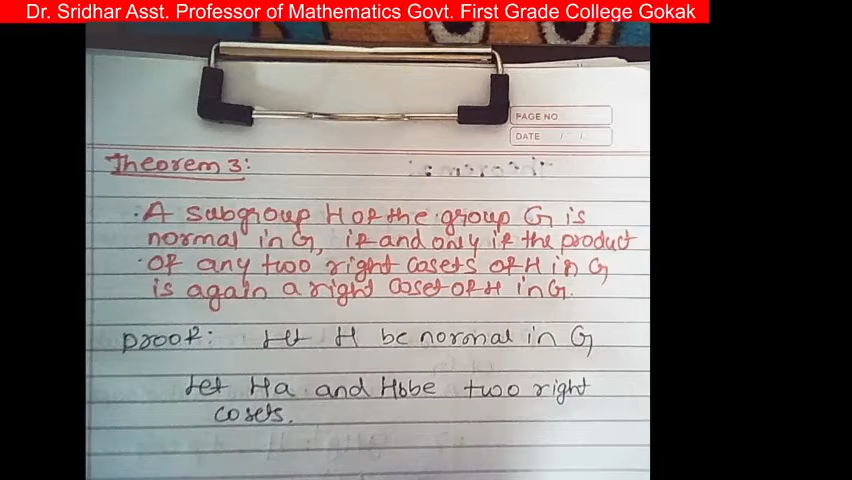 Dr. Sridhar Asst. Professor of Mathematics Govt. First Grade College Gokak
PAGE NO
DATE / /
Theorem 3:
A subgroup H of the group G is
normal in G, if and only if the product
of any two right cosets of H in G
is again a right coset of H in G.
proof: Let H be normal in G
Let Ha and Hb be two right
cosets.